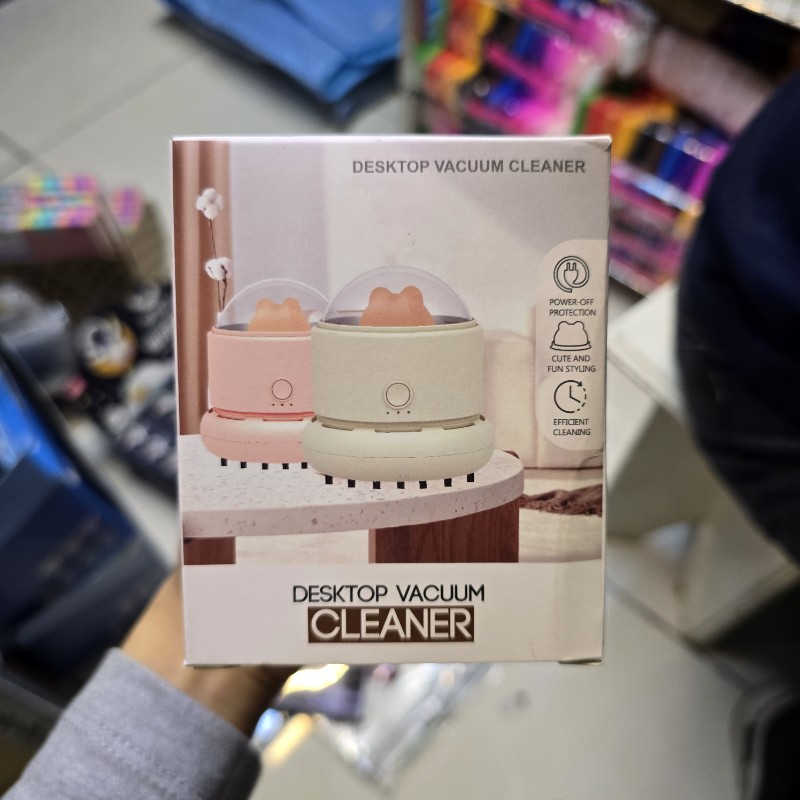 DESKTOP VACUUM CLEANER
POWER-OFF
PROTECTION
CUTE AND
FUN STYLING
EFFICIENT
CLEANING
DESKTOP VACUUM
CLEANER